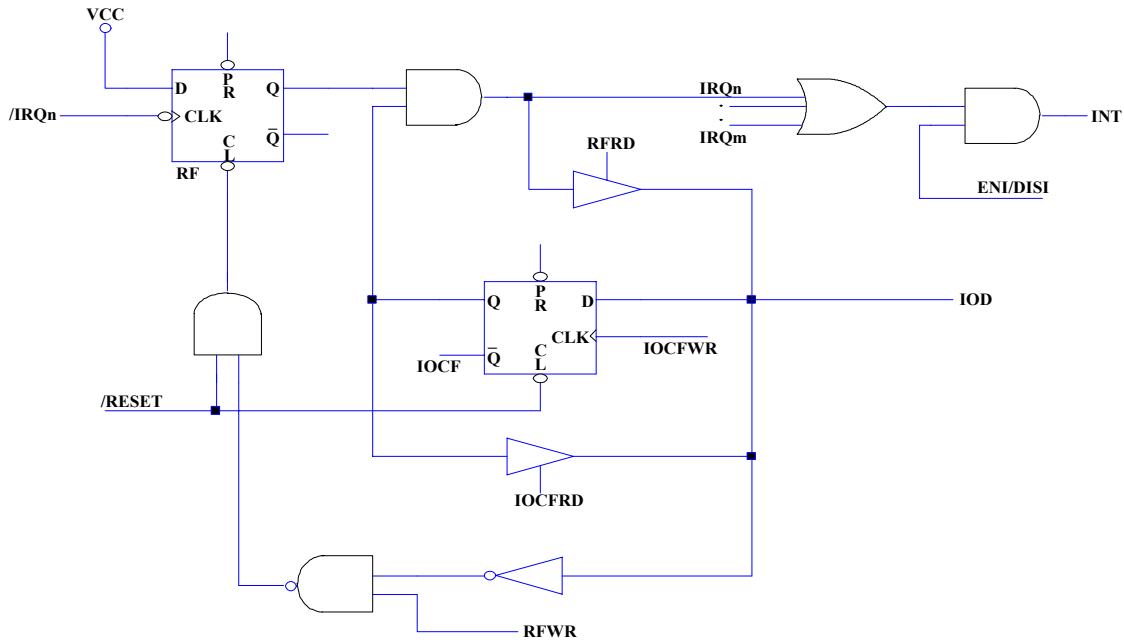 VCC
D
P
R
Q
/IRQn
CLK
C
L
Q
RF
IRQn
IRQm
INT
RFRD
ENI/DISI
Q
P
R
D
IOD
CLK
IOCFWR
IOCF
Q
C
L
/RESET
IOCFRD
RFWR